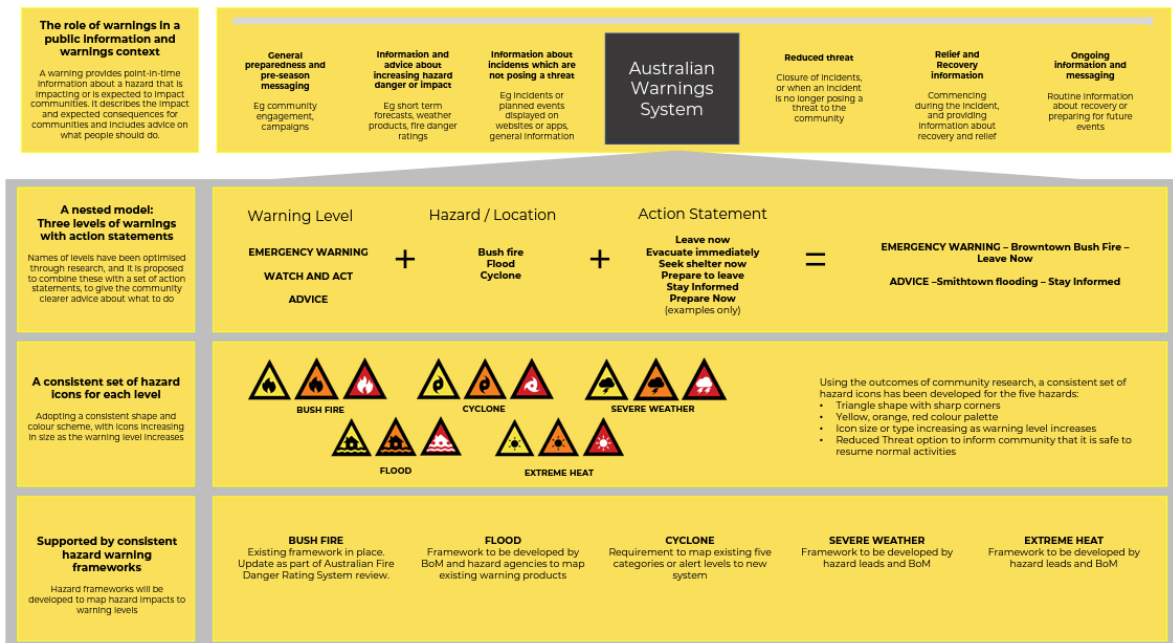 The role of warnings in a
public information and
warnings context
A warning provides point-in-time
information about a hazard that is
impacting or is expected to impact
communities. It describes the impact
and expected consequences for
communities and includes advice on
what people should do.
General
preparedness and
pre-season
messaging
Eg community
engagement,
campaigns
Information and
advice about
increasing hazard
danger or impact
Eg short term
forecasts, weather
products, fire danger
ratings
Information about
incidents which are
not posing a threat
Eg incidents or
planned events
displayed on
websites or apps,
general information
Australian
Warnings
System
Reduced threat
Closure of incidents,
or when an incident
is no longer posing a
threat to the
community
Relief and
Recovery
information
Commencing
during the incident,
and providing
information about
recovery and relief
Ongoing
information and
messaging
Routine information
about recovery or
preparing for future
events
A nested model:
Three levels of warnings
with action statements
Names of levels have been optimised
through research, and it is proposed
to combine these with a set of action
statements, to give the community
clearer advice about what to do
Warning Level
EMERGENCY WARNING
WATCH AND ACT
ADVICE
+
Hazard / Location
Bush fire
Flood
Cyclone
+
Action Statement
Leave now
Evacuate immediately
Seek shelter now
Prepare to leave
Stay Informed
Prepare Now
(examples only)
=
EMERGENCY WARNING – Browntown Bush Fire –
Leave Now
ADVICE –Smithtown flooding – Stay Informed
A consistent set of hazard
icons for each level
Adopting a consistent shape and
colour scheme, with icons increasing
in size as the warning level increases
BUSH FIRE
CYCLONE
SEVERE WEATHER
FLOOD
EXTREME HEAT
Using the outcomes of community research, a consistent set of
hazard icons has been developed for the five hazards:
• Triangle shape with sharp corners
• Yellow, orange, red colour palette
• Icon size or type increasing as warning level increases
• Reduced Threat option to inform community that it is safe to
resume normal activities
Supported by consistent
hazard warning
frameworks
Hazard frameworks will be
developed to map hazard impacts to
warning levels
BUSH FIRE
Existing framework in place.
Update as part of Australian Fire
Danger Rating System review.
FLOOD
Framework to be developed by
BoM and hazard agencies to map
existing warning products
CYCLONE
Requirement to map existing five
categories or alert levels to new
system
SEVERE WEATHER
Framework to be developed by
hazard leads and BoM
EXTREME HEAT
Framework to be developed by
hazard leads and BoM